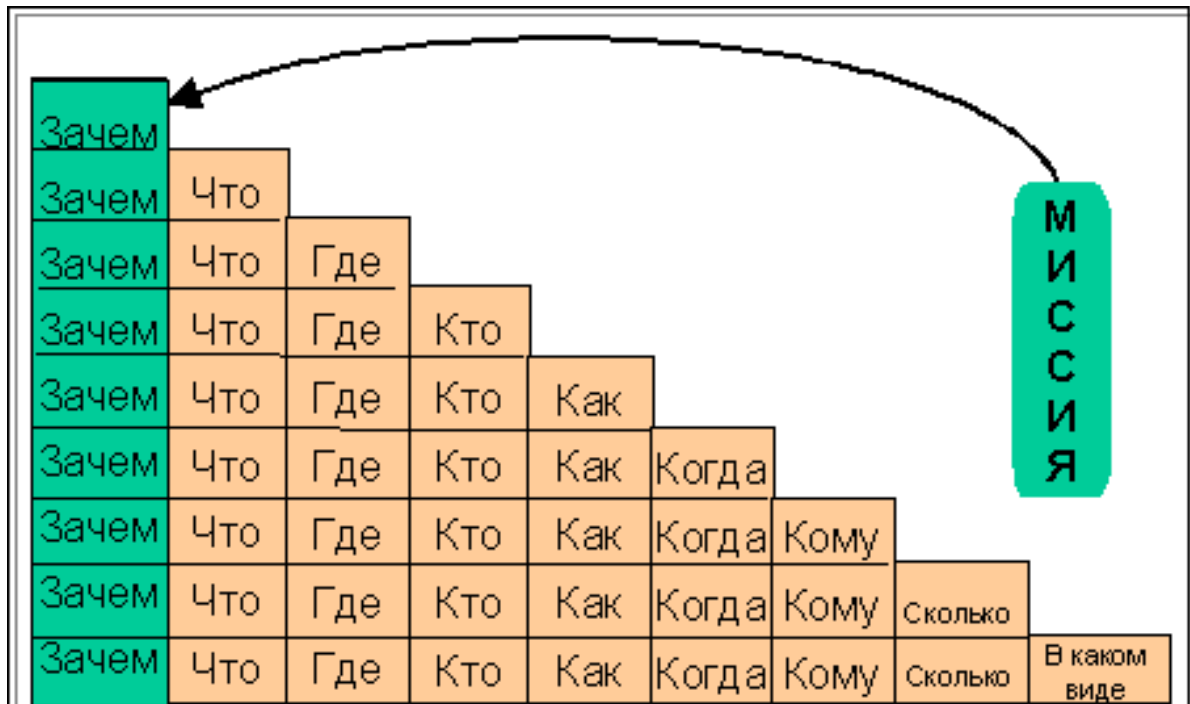 Зачем
Зачем Что
Зачем Что Где
Зачем Что Где Кто
Зачем Что Где Кто Как
Зачем Что Где Кто Как Когда
Зачем Что Где Кто Как Когда Кому
Зачем Что Где Кто Как Когда Кому Сколько
Зачем Что Где Кто Как Когда Кому Сколько В каком
виде
М
И
С
С
И
Я